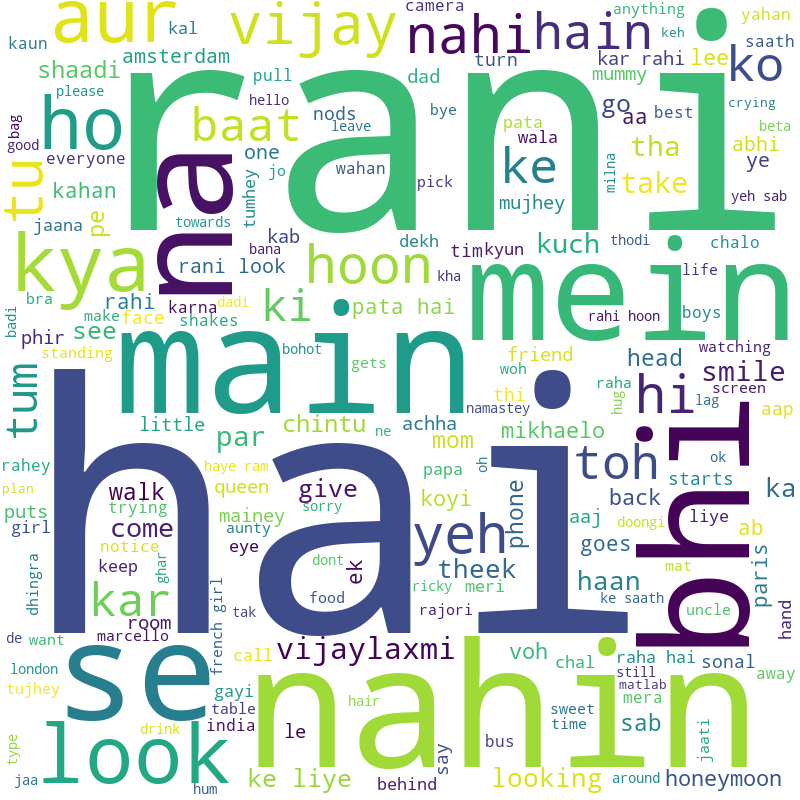 camera
anything
yahan
aur
kal
vijay
nahi
hain
keh
saath
kaun
amsterdam
turn
kar rahi
lee
ko
shaadi
pull
dad
mummy
please
rani
ho
hello
nods
bye
go
aa
best
crying
bag
good
baat
leave
pata
wala
tha
abhi
beta
everyone
one
jo
wahan
pick
milna
ye
tu
na
tumhey
ke
mujhey
take
yeh sab
kahan
jaana
pe
towards
kab
dekh
tim
kyun
kuch
thodi
chalo
kya
bana
rani look
hoon
kha
mein
life
bra
rahi
karna
dadi
ki
pata hai
boys
badi
make
face
shakes
rahi hoon
phir
see
main
bohot
gets
friend
woh
head
watching
standing
smile
screen
tum
thi
raha
hug
hi
lag
aap
namastey
little
chintu
achha
ne
par
mom
mikhaelo
toh
bhi
ok
rahey
haye ram
papa
oh
starts
ka
plan
queen
hai
koyi
phone
back
puts
walk
trying
give
sorry
mainey
aunty
eye
yeh
aaj
doongi
liye
ab
girl
come
notice
goes
keep
ghar
ek
dont
theek
haan
mat
paris
dhingra
kar
food
ricky
meri
ke saath
uncle
room
tak
rajori
hand
de
want
marcello
french girl
se
vijaylaxmi
voh
chal
raha hai
sonal
london
call
still
matlab
away
tujhey
gayi
nahin
mera
table
hair
sweet
look
india
drink
le
time
sab
jaati
type
say
bus
jaa
hum
ke liye
behind
looking
around
honeymoon